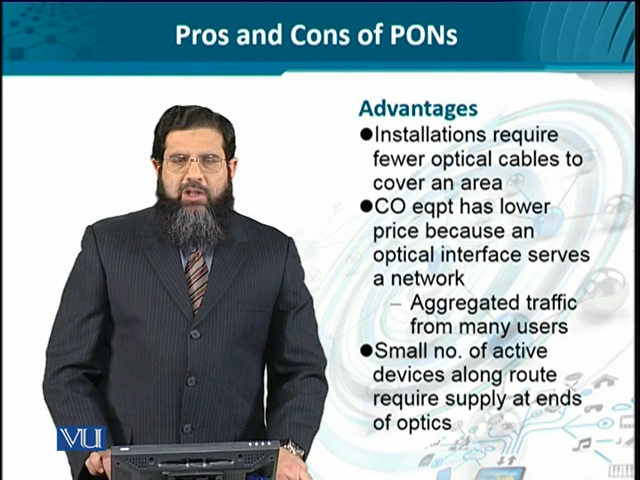 Pros and Cons of PONs
Advantages
●Installations require
fewer optical cables to
cover an area
●CO eqpt has lower
price because an
optical interface serves
a network
– Aggregated traffic
from many users
●Small no. of active
devices along route
require supply at ends
of optics
VU